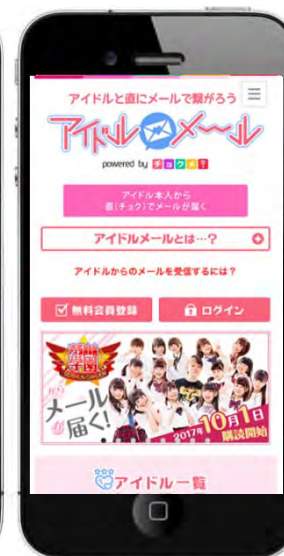 アイドルと直にメールで繋がろう
アイドルメ〜ル
powered by チョクメ!
アイドル本人から
直(チョク)でメールが届く
アイドルメールとは…?
アイドルからのメールを受信するには?
無料会員登録
ログイン
から
メール
が
届く!
2017年10月1日
購読開始
アイドル一覧